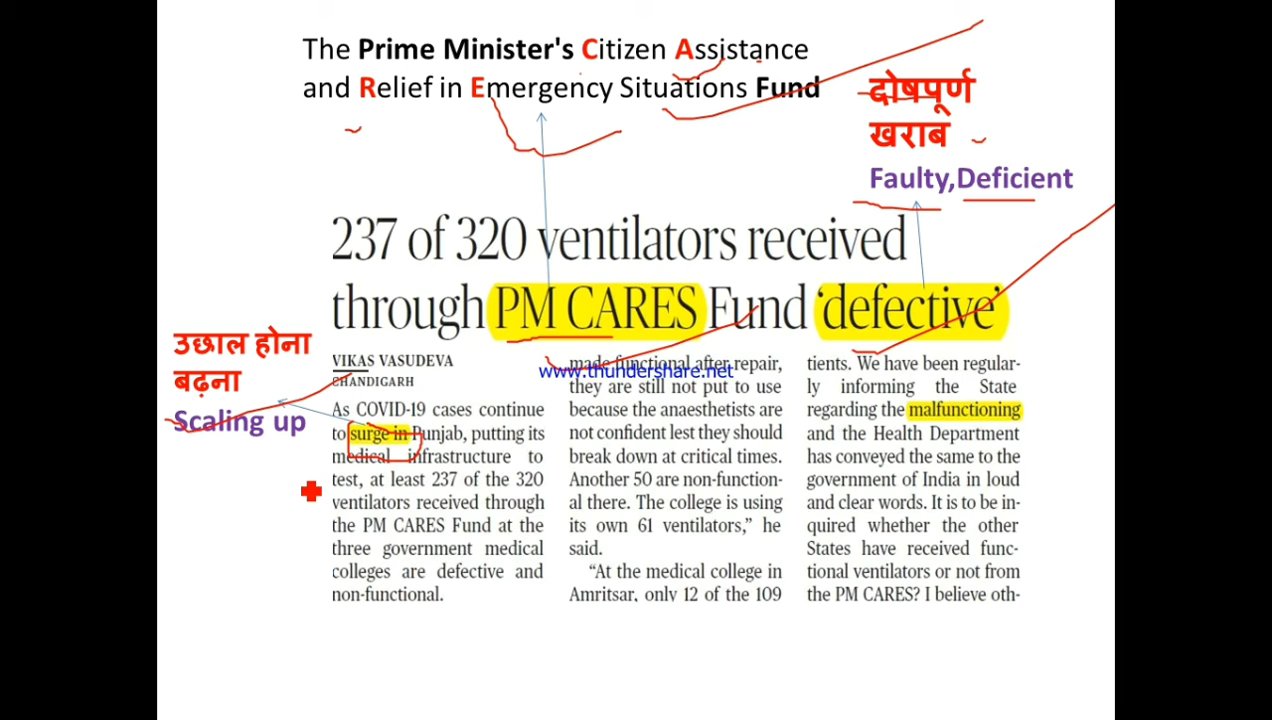 The Prime Minister's Citizen Assistance
and Relief in Emergency Situations Fund
दोषपूर्ण
खराब
Faulty,Deficient
237 of 320 ventilators received
through PM CARES Fund ‘defective’
उछाल होना
बढ़ना
Scaling up
VIKAS VASUDEVA
CHANDIGARH
As COVID-19 cases continue
to surge in Punjab, putting its
medical infrastructure to
test, at least 237 of the 320
ventilators received through
the PM CARES Fund at the
three government medical
colleges are defective and
non-functional.
made functional after repair,
www.thundershare.net
they are still not put to use
because the anaesthetists are
not confident lest they should
break down at critical times.
Another 50 are non-function-
al there. The college is using
its own 61 ventilators,” he
said.
“At the medical college in
Amritsar, only 12 of the 109
tients. We have been regular-
ly informing the State
regarding the malfunctioning
and the Health Department
has conveyed the same to the
government of India in loud
and clear words. It is to be in-
quired whether the other
States have received func-
tional ventilators or not from
the PM CARES? I believe oth-